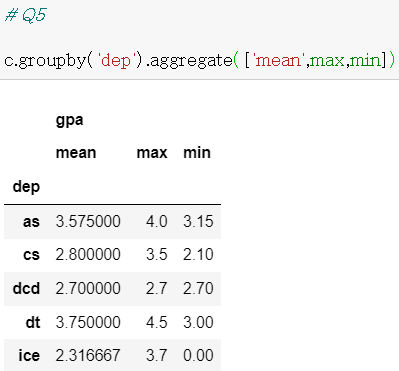 # Q5
c.groupby('dep').aggregate(['mean',max,min])
gpa
mean max min
dep
as 3.575000 4.0 3.15
cs 2.800000 3.5 2.10
dcd 2.700000 2.7 2.70
dt 3.750000 4.5 3.00
ice 2.316667 3.7 0.00